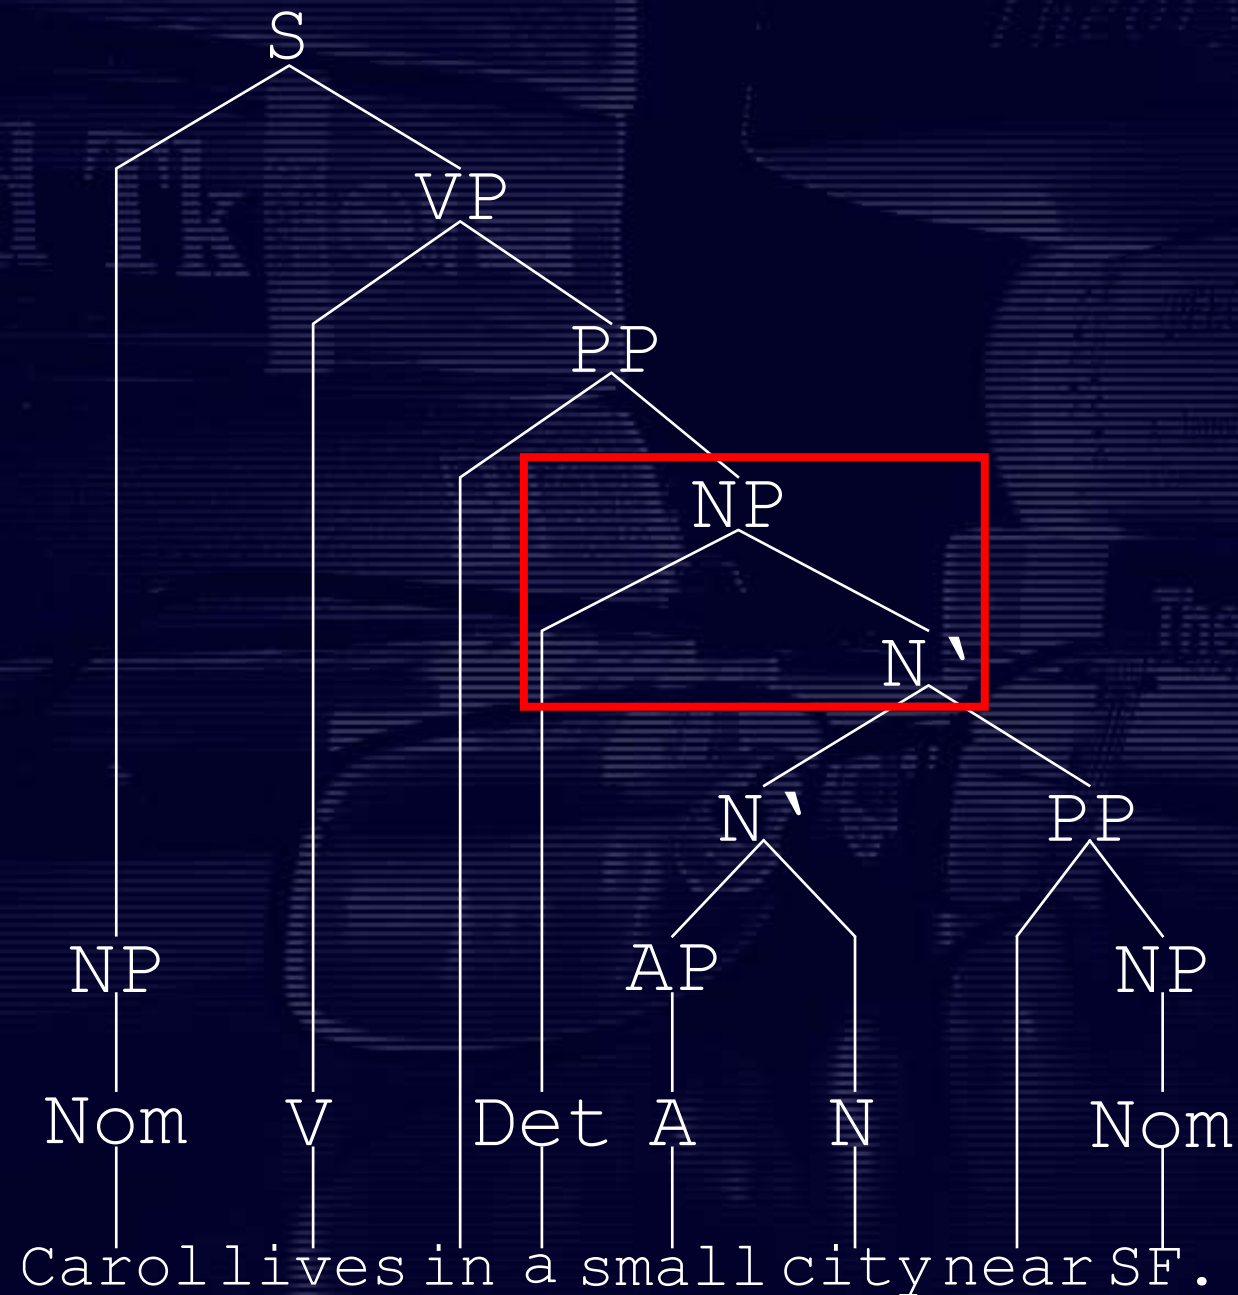 S
VP
PP
NP
N`
N` PP
NP AP NP
Nom V Det A N Nom
Carol lives in a small city near SF.